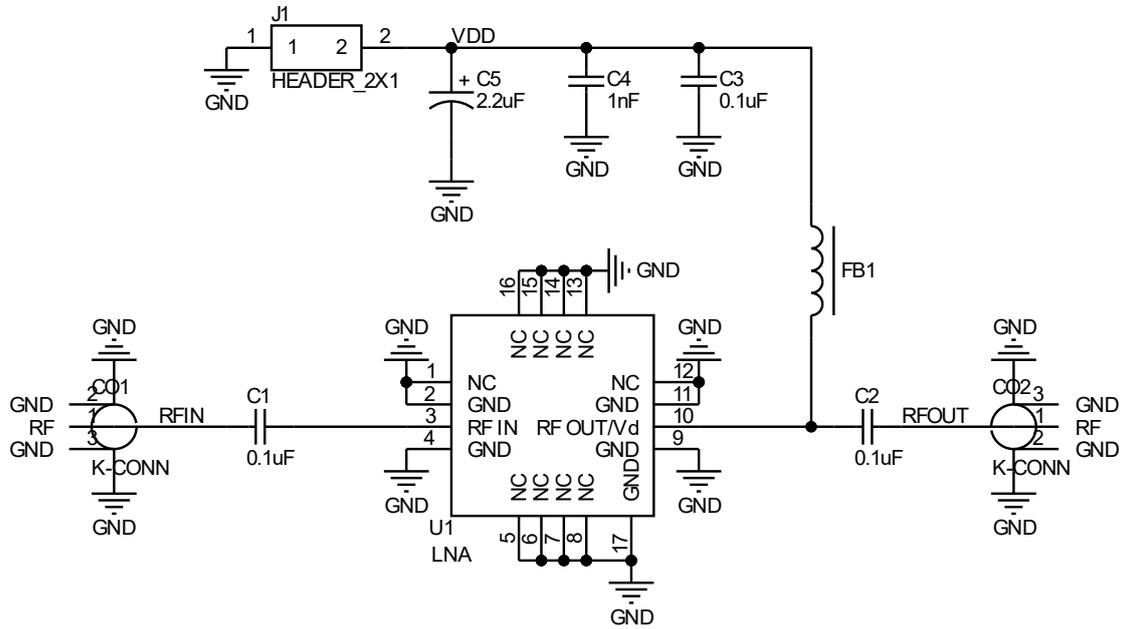 J1
1 1 2 2 VDD
HEADER_2X1
GND
+ C5
2.2uF
GND
C4
1nF
GND
C3
0.1uF
GND
FB1
16 15 14 13 GND
NC NC NC NC
GND
CO1
GND 2
RF 1
GND 3
K-CONN
GND
RFIN
C1
0.1uF
GND
1 NC
2 GND
3 RF IN
4 GND
GND
GND
NC 12
GND 11
RF OUT/Vd 10
GND 9
GND
NC NC NC NC GND
U1
LNA
5 6 7 8 17
GND
C2
0.1uF
RFOUT
GND
CO2
3 GND
1 RF
2 GND
K-CONN
GND